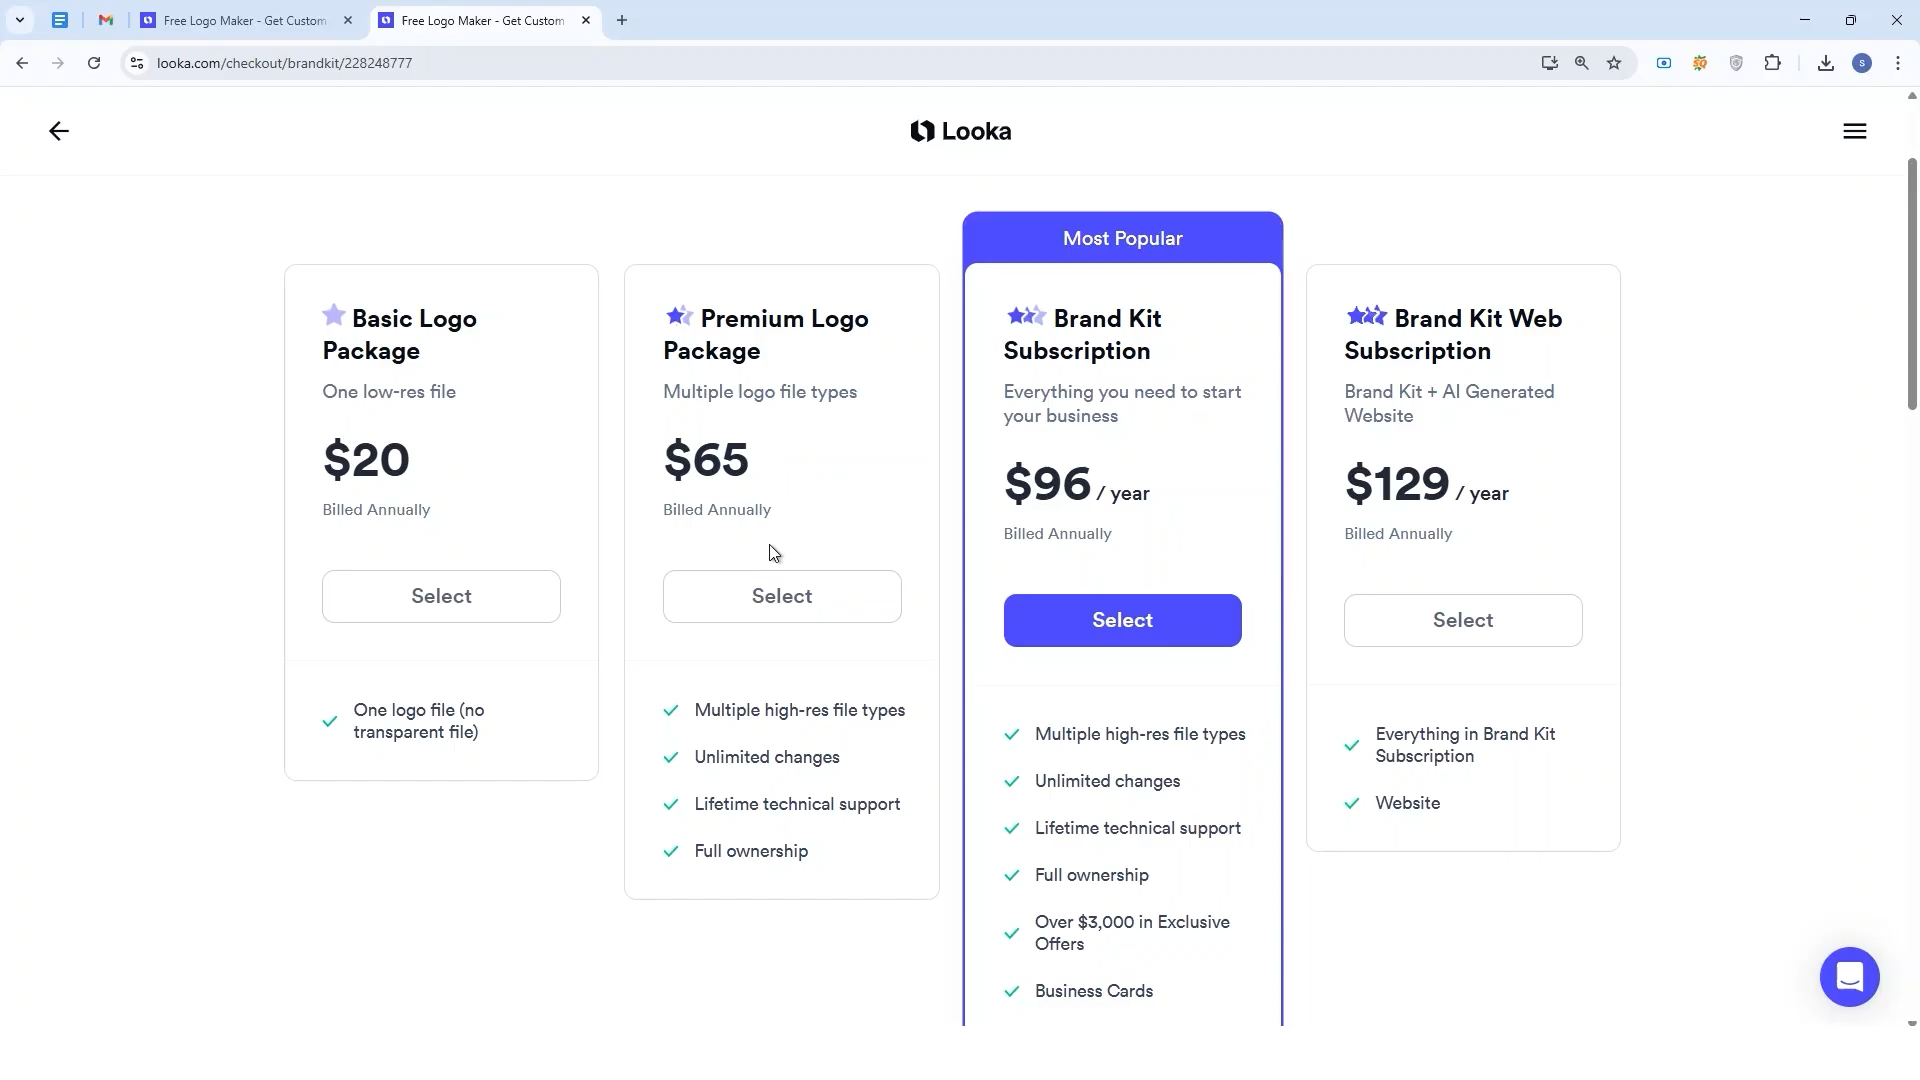 Free Logo Maker - Get Custom
Free Logo Maker - Get Custom
looka.com/checkout/brandkit/228248777
S
Looka
Most Popular
Basic Logo
Package
One low-res file
$20
Billed Annually
Select
One logo file (no
transparent file)
Premium Logo
Package
Multiple logo file types
$65
Billed Annually
Select
Multiple high-res file types
Unlimited changes
Lifetime technical support
Full ownership
Brand Kit
Subscription
Everything you need to start
your business
$96 / year
Billed Annually
Select
Multiple high-res file types
Unlimited changes
Lifetime technical support
Full ownership
Over $3,000 in Exclusive
Offers
Business Cards
Brand Kit Web
Subscription
Brand Kit + AI Generated
Website
$129 / year
Billed Annually
Select
Everything in Brand Kit
Subscription
Website